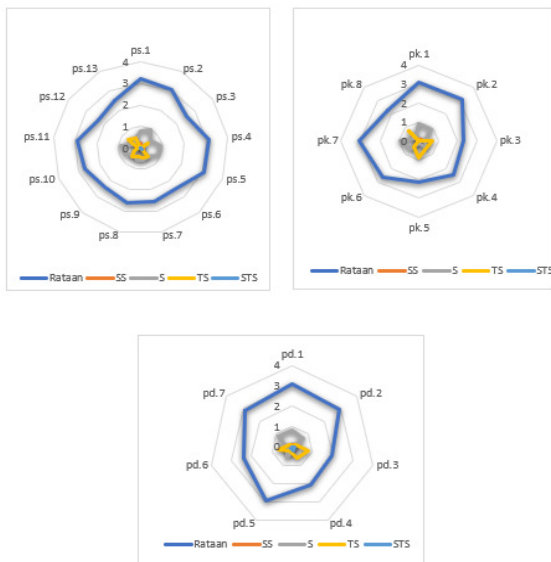 ps.1
ps.2
ps.3
ps.4
ps.5
ps.6
ps.7
ps.8
ps.9
ps.10
ps.11
ps.12
ps.13
4
3
2
1
0
Rataan SS S TS STS
pk.1
pk.2
pk.3
pk.4
pk.5
pk.6
pk.7
pk.8
4
3
2
1
0
Rataan SS S TS STS
pd.1
pd.2
pd.3
pd.4
pd.5
pd.6
pd.7
4
3
2
1
0
Rataan SS S TS STS